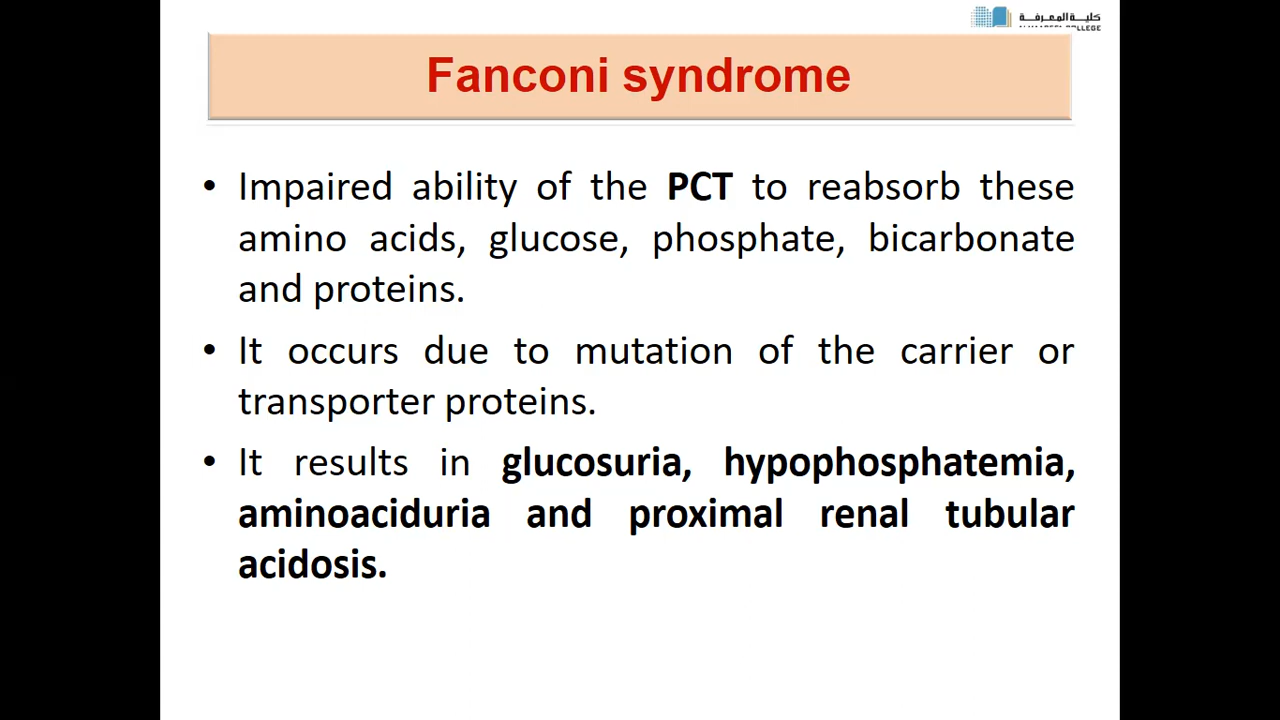 كلية المعرفة
ALMAAREFA COLLEGE
Fanconi syndrome
• Impaired ability of the PCT to reabsorb these
amino acids, glucose, phosphate, bicarbonate
and proteins.
• It occurs due to mutation of the carrier or
transporter proteins.
• It results in glucosuria, hypophosphatemia,
aminoaciduria and proximal renal tubular
acidosis.